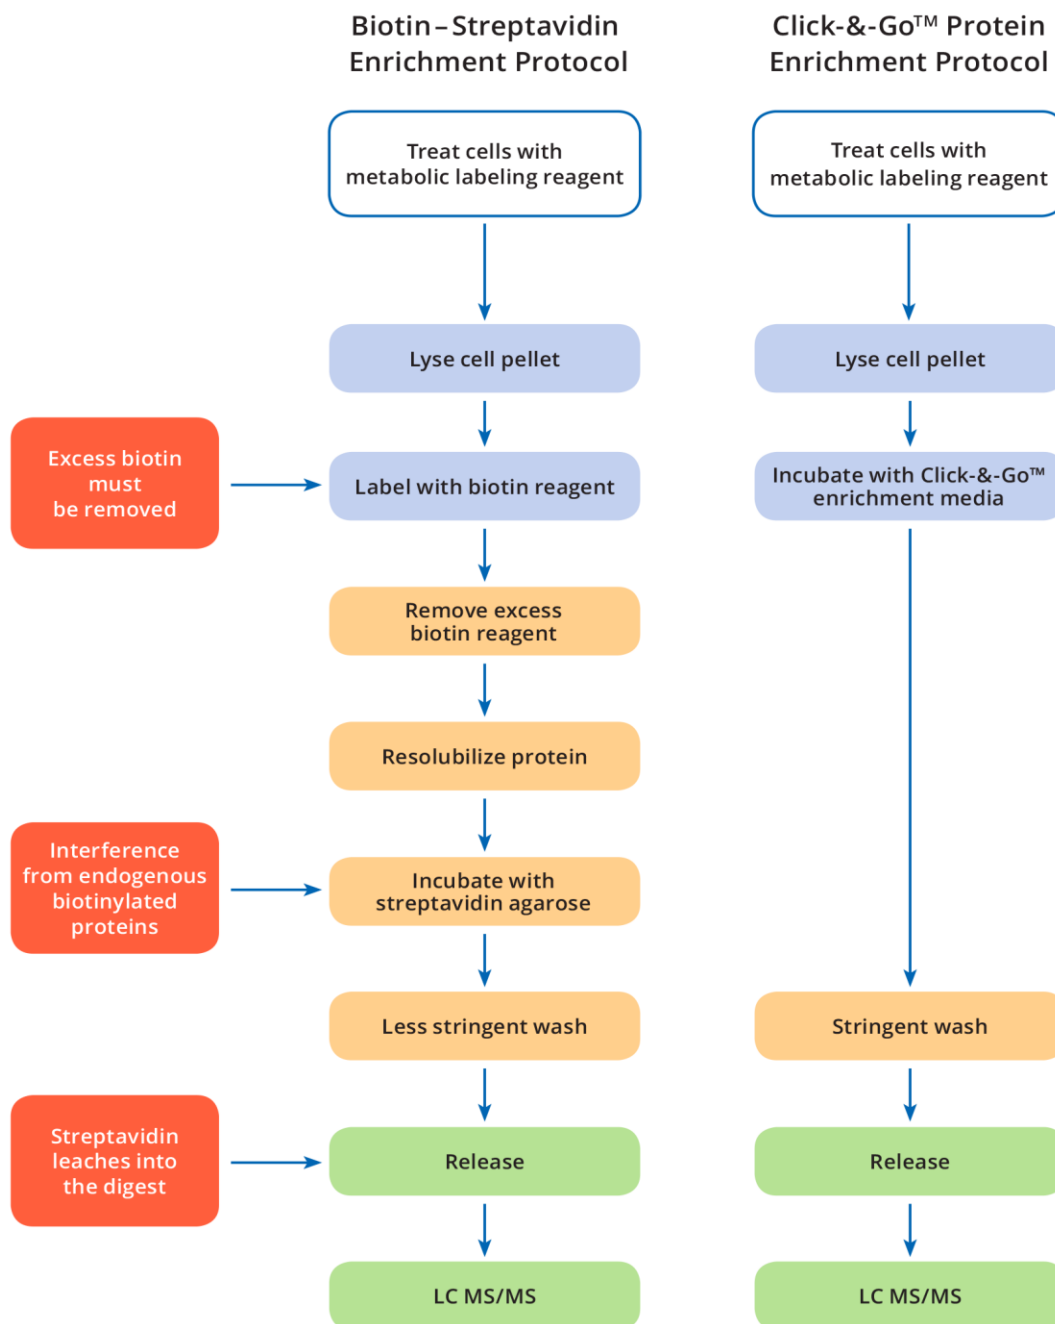 Biotin–Streptavidin
Enrichment Protocol
Click-&-Go™ Protein
Enrichment Protocol
Treat cells with
metabolic labeling reagent
Treat cells with
metabolic labeling reagent
Lyse cell pellet
Lyse cell pellet
Excess biotin
must
be removed
Label with biotin reagent
Incubate with Click-&-Go™
enrichment media
Remove excess
biotin reagent
Resolubilize protein
Interference
from endogenous
biotinylated
proteins
Incubate with
streptavidin agarose
Less stringent wash
Stringent wash
Streptavidin
leaches into
the digest
Release
Release
LC MS/MS
LC MS/MS